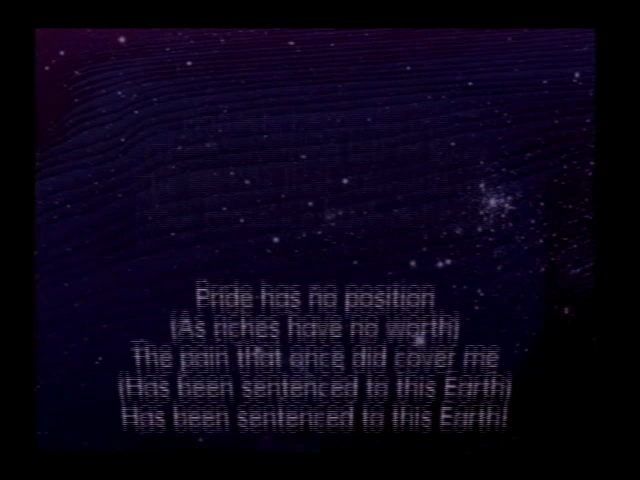 Pride has no position
(As riches have no worth)
The pain that once did cover me
(Has been sentenced to this Earth)
Has been sentenced to this Earth!